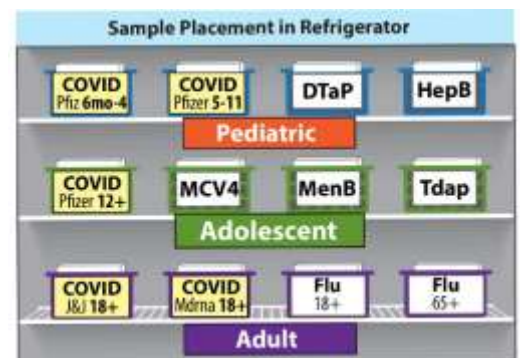 Sample Placement in Refrigerator
COVID
Pfiz 6mo-4
COVID
Pfizer 5-11
DTaP
HepB
Pediatric
COVID
Pfizer 12+
MCV4
MenB
Tdap
Adolescent
COVID
J&J 18+
COVID
Mdrna 18+
Flu
18+
Flu
65+
Adult